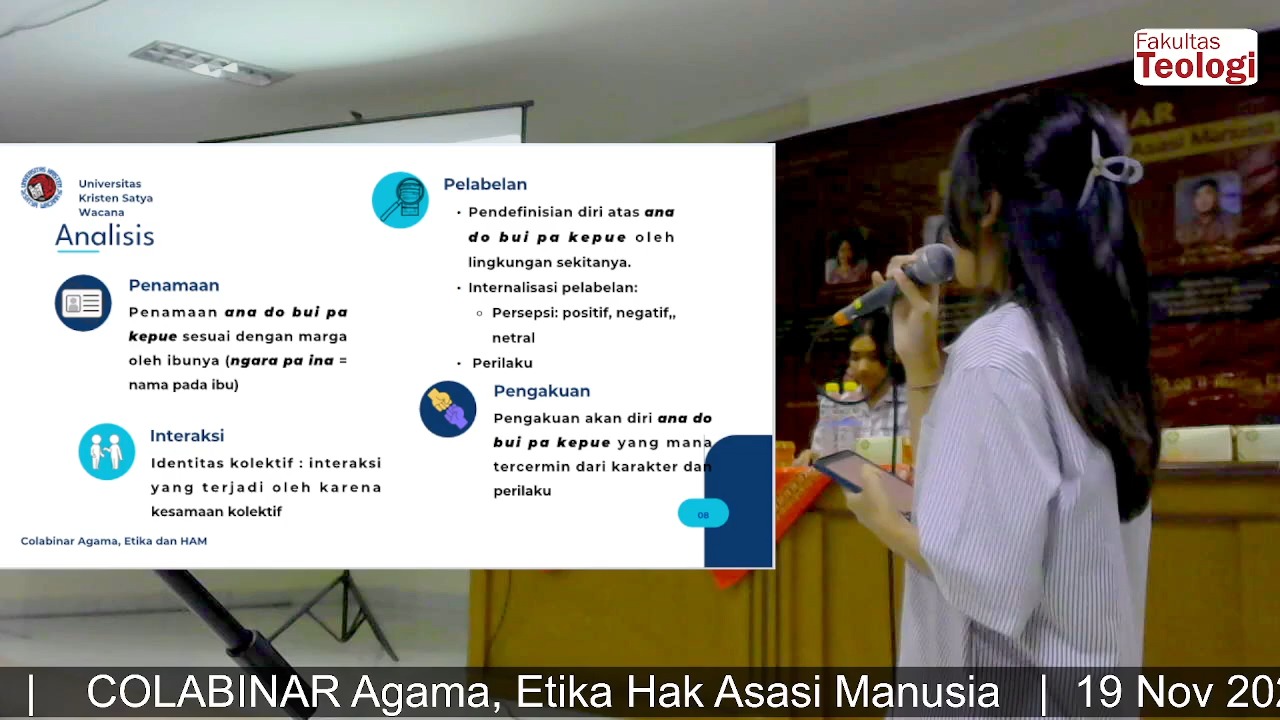 Fakultas
Teologi
Universitas
Kristen Satya
Wacana
Analisis
Penamaan
Penamaan ana do bui pa
kepue sesuai dengan marga
oleh ibunya (ngara pa ina =
nama pada ibu)
Interaksi
Identitas kolektif : interaksi
yang terjadi oleh karena
kesamaan kolektif
Pelabelan
• Pendefinisian diri atas ana
do bui pa kepue oleh
lingkungan sekitanya.
• Internalisasi pelabelan:
◦ Persepsi: positif, negatif,,
netral
• Perilaku
Pengakuan
Pengakuan akan diri ana do
bui pa kepue yang mana
tercermin dari karakter dan
perilaku
08
Colabinar Agama, Etika dan HAM
NAR
Asasi Manusia
| COLABINAR Agama, Etika Hak Asasi Manusia | 19 Nov 202